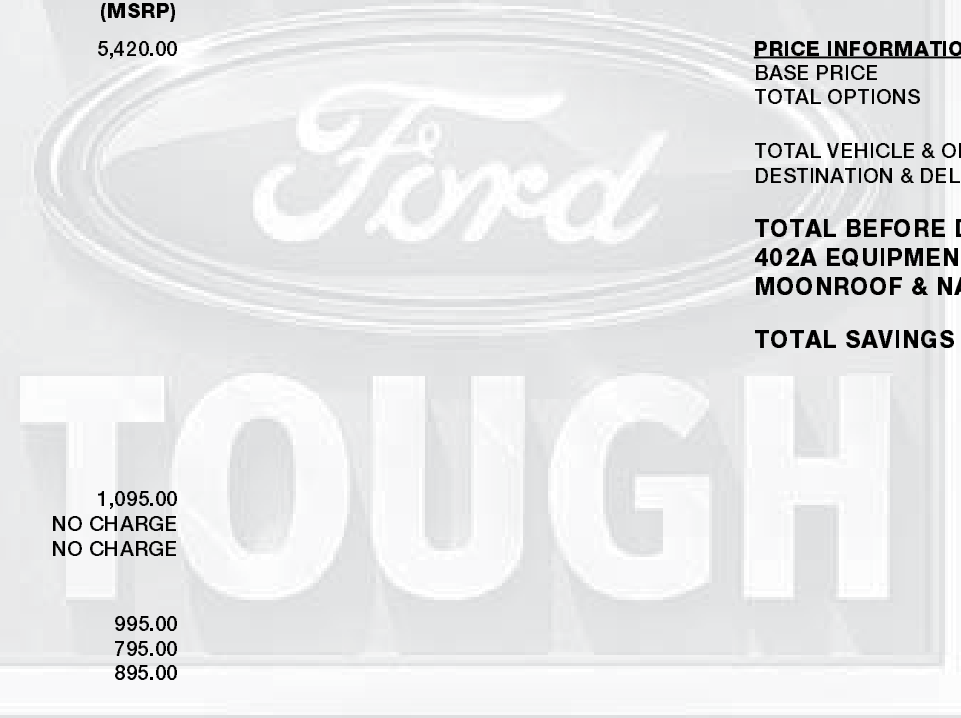 (MSRP)
5,420.00
1,095.00
NO CHARGE
NO CHARGE
995.00
795.00
895.00
PRICE INFORMATIO
BASE PRICE
TOTAL OPTIONS
TOTAL VEHICLE & O
DESTINATION & DEL
TOTAL BEFORE D
402A EQUIPMEN
MOONROOF & NA
TOTAL SAVINGS
Ford
TOUGH